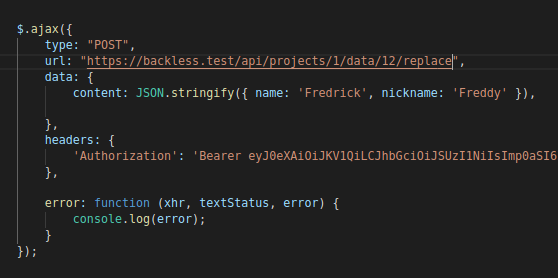 $.ajax({
type: "POST",
url: "https://backless.test/api/projects/1/data/12/replace",
data: {
content: JSON.stringify({ name: 'Fredrick', nickname: 'Freddy' }),
},
headers: {
'Authorization': 'Bearer eyJ0eXAiOiJKV1QiLCJhbGciOiJSUzI1NiIsImp0aSI6
},
error: function (xhr, textStatus, error) {
console.log(error);
}
});